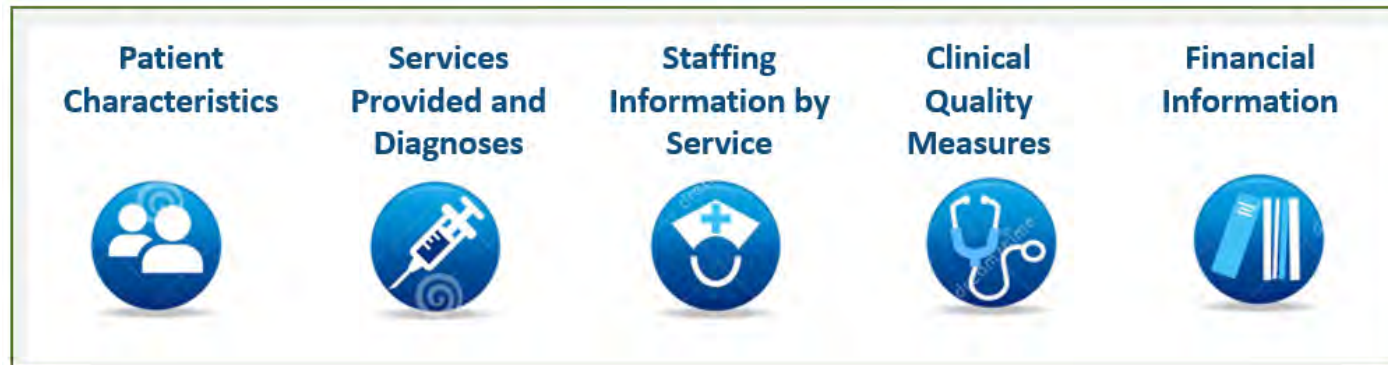 Patient
Characteristics
Services
Provided and
Diagnoses
Staffing
Information by
Service
Clinical
Quality
Measures
Financial
Information